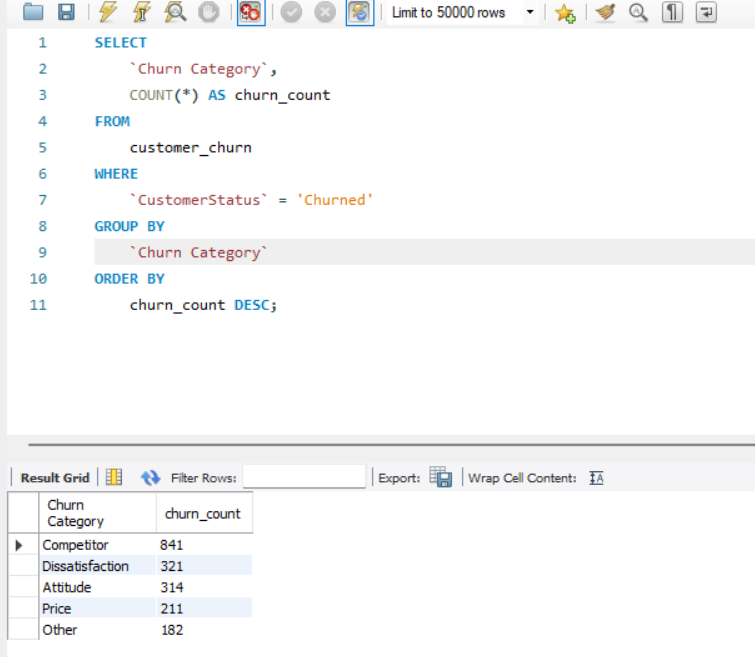 Limit to 50000 rows
1 SELECT
2 `Churn Category`,
3 COUNT(*) AS churn_count
4 FROM
5 customer_churn
6 WHERE
7 `CustomerStatus` = 'Churned'
8 GROUP BY
9 `Churn Category`
10 ORDER BY
11 churn_count DESC;
Result Grid Filter Rows: Export: Wrap Cell Content:
Churn
Category churn_count
Competitor 841
Dissatisfaction 321
Attitude 314
Price 211
Other 182